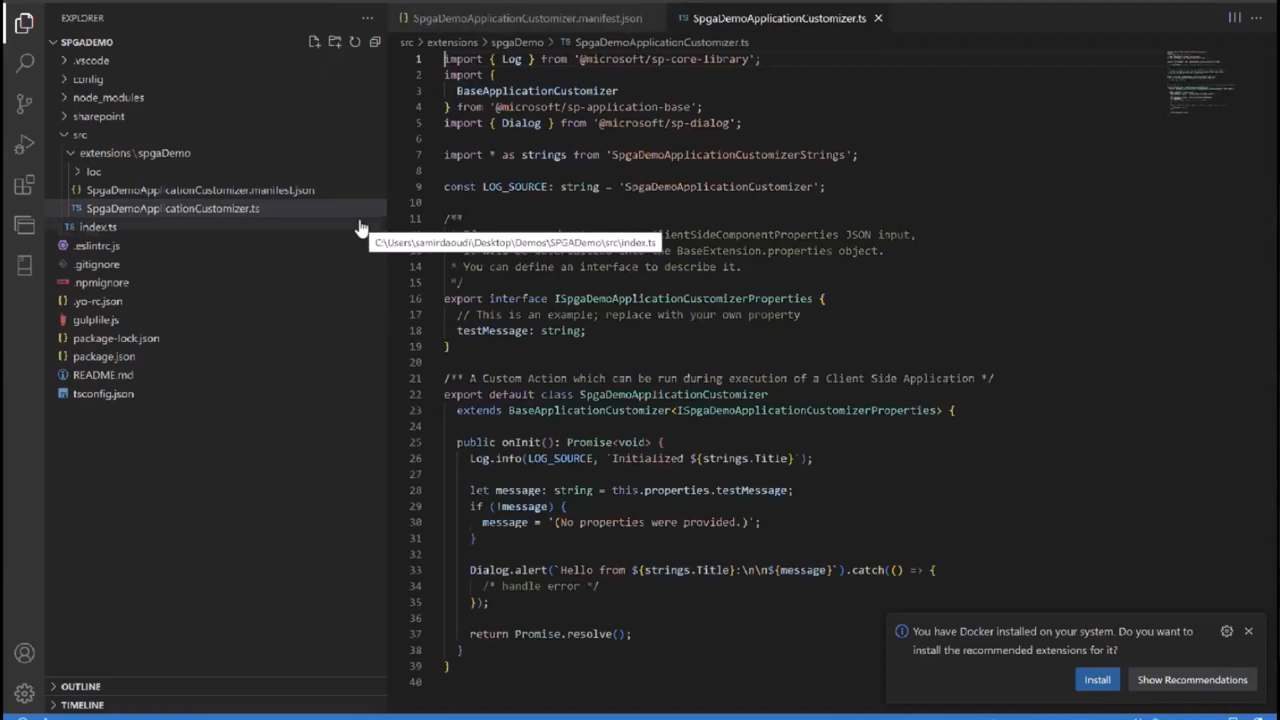 EXPLORER
SPGADEMO
.vscode
config
node_modules
sharepoint
src
extensions\spgaDemo
loc
SpgaDemoApplicationCustomizer.manifest.json
SpgaDemoApplicationCustomizer.ts
index.ts
.eslintrc.js
.gitignore
.npmignore
.yo-rc.json
gulpfile.js
package-lock.json
package.json
README.md
tsconfig.json
OUTLINE
TIMELINE
SpgaDemoApplicationCustomizer.manifest.json
TS SpgaDemoApplicationCustomizer.ts
src > extensions > spgaDemo > TS SpgaDemoApplicationCustomizer.ts
1 import { Log } from '@microsoft/sp-core-library';
2 import {
3 BaseApplicationCustomizer
4 } from '@microsoft/sp-application-base';
5 import { Dialog } from '@microsoft/sp-dialog';
6
7 import * as strings from 'SpgaDemoApplicationCustomizerStrings';
8
9 const LOG_SOURCE: string = 'SpgaDemoApplicationCustomizer';
10
11 /**
C:\Users\samirdaoudi\Desktop\Demos\SPGADemo\src\index.ts
ClientSideComponentProperties JSON input,
BaseExtension.properties object.
14 * You can define an interface to describe it.
15 */
16 export interface ISpgaDemoApplicationCustomizerProperties {
17 // This is an example; replace with your own property
18 testMessage: string;
19 }
20
21 /** A Custom Action which can be run during execution of a Client Side Application */
22 export default class SpgaDemoApplicationCustomizer
23 extends BaseApplicationCustomizer<ISpgaDemoApplicationCustomizerProperties> {
24
25 public onInit(): Promise<void> {
26 Log.info(LOG_SOURCE, `Initialized ${strings.Title}`);
27
28 let message: string = this.properties.testMessage;
29 if (!message) {
30 message = '(No properties were provided.)';
31 }
32
33 Dialog.alert(`Hello from ${strings.Title}:\n\n${message}`).catch(() => {
34 /* handle error */
35 });
36
37 return Promise.resolve();
38 }
39 }
40
You have Docker installed on your system. Do you want to
install the recommended extensions for it?
Install
Show Recommendations